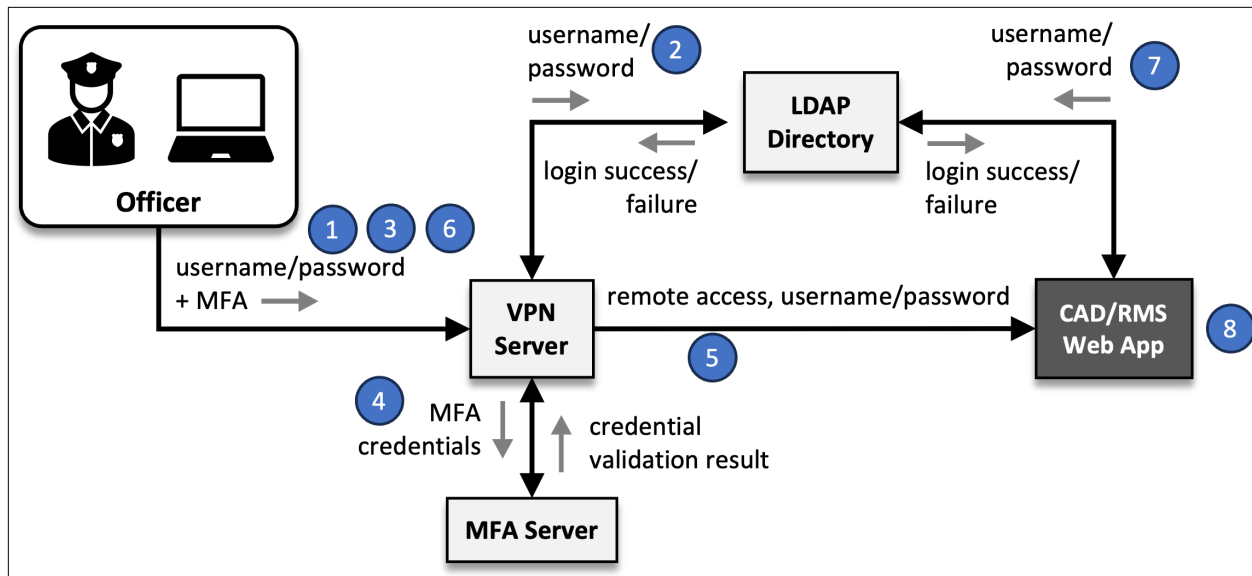 Officer
1
3
6
username/password
+ MFA
username/
password
2
login success/
failure
LDAP
Directory
username/
password
7
login success/
failure
VPN
Server
remote access, username/password
5
CAD/RMS
Web App
8
4
MFA
credentials
credential
validation result
MFA Server